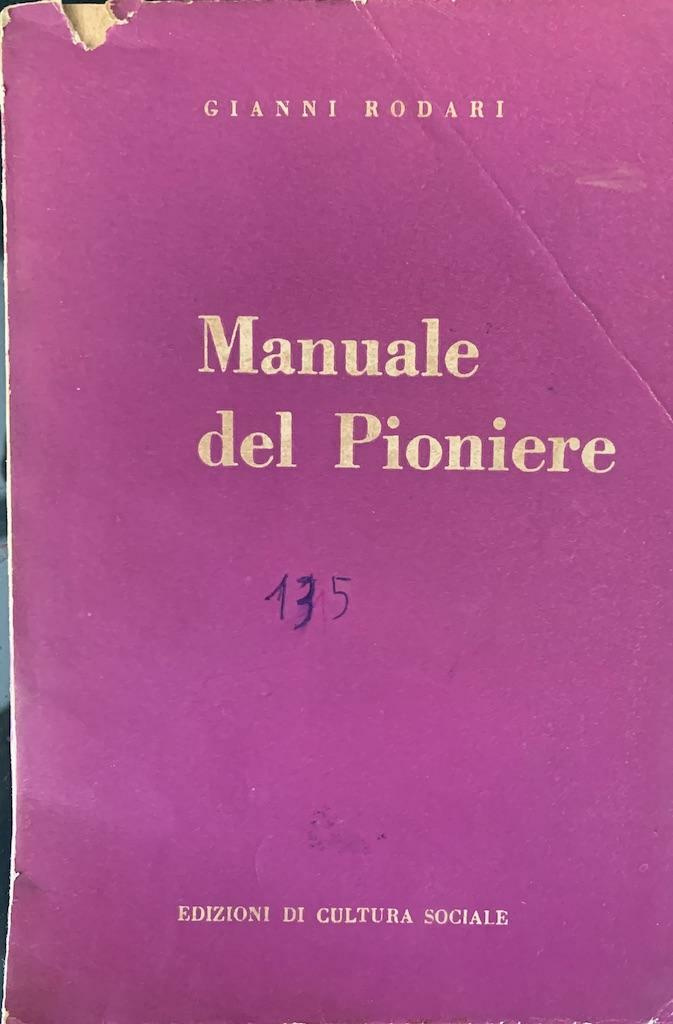 GIANNI RODARI
Manuale
del Pioniere
135
EDIZIONI DI CULTURA SOCIALE